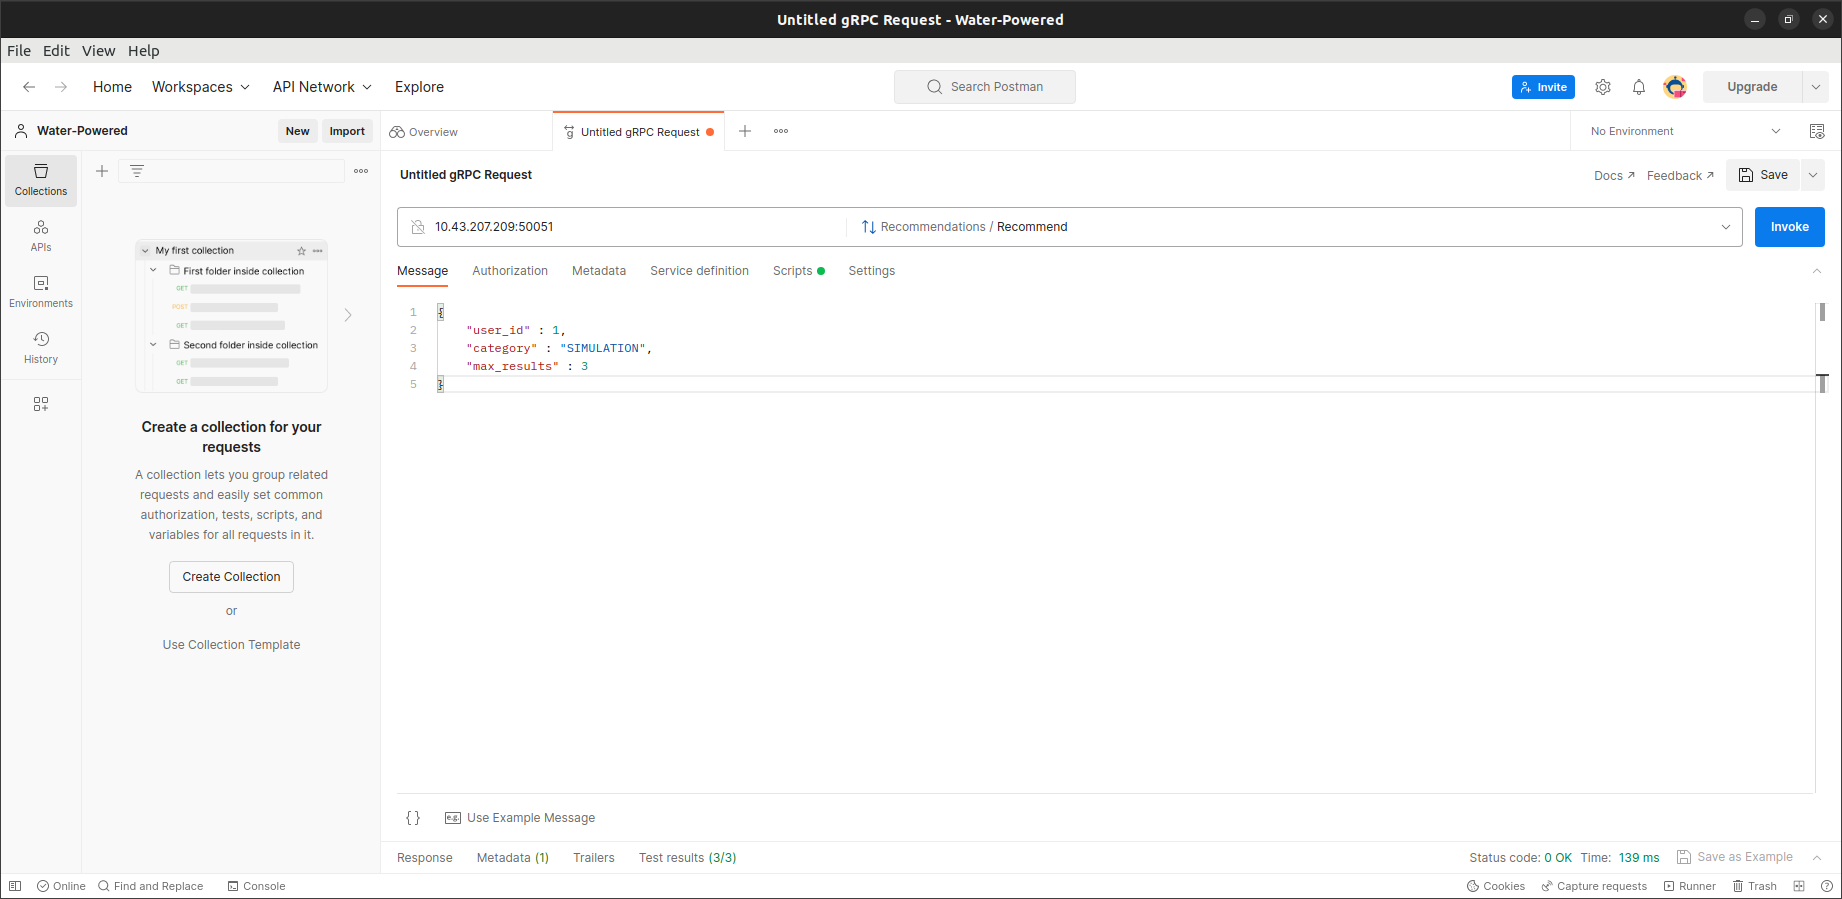 Untitled gRPC Request - Water-Powered
File Edit View Help
Home Workspaces API Network Explore
Search Postman
Invite
Upgrade
Water-Powered
New Import
Overview
Untitled gRPC Request
No Environment
Collections
APIs
Environments
History
My first collection
First folder inside collection
GET
POST
GET
Second folder inside collection
GET
GET
Create a collection for your
requests
A collection lets you group related
requests and easily set common
authorization, tests, scripts, and
variables for all requests in it.
Create Collection
or
Use Collection Template
Untitled gRPC Request
Docs Feedback Save
10.43.207.209:50051
Recommendations / Recommend
Invoke
Message Authorization Metadata Service definition Scripts Settings
1 {
2 "user_id" : 1,
3 "category" : "SIMULATION",
4 "max_results" : 3
5 }
{} e.g. Use Example Message
Response Metadata (1) Trailers Test results (3/3)
Status code: 0 OK Time: 139 ms Save as Example
Online Find and Replace Console
Cookies Capture requests Runner Trash